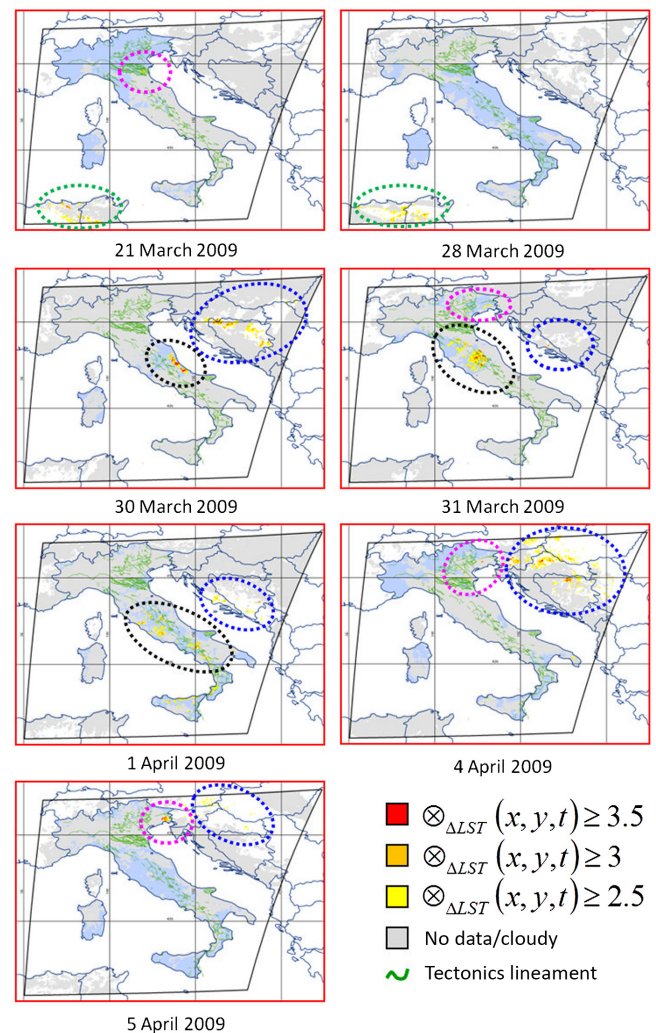 21 March 2009
28 March 2009
30 March 2009
31 March 2009
1 April 2009
4 April 2009
5 April 2009
⊗ΔLST (x,y,t)≥3.5
⊗ΔLST (x,y,t)≥3
⊗ΔLST (x,y,t)≥2.5
No data/cloudy
Tectonics lineament